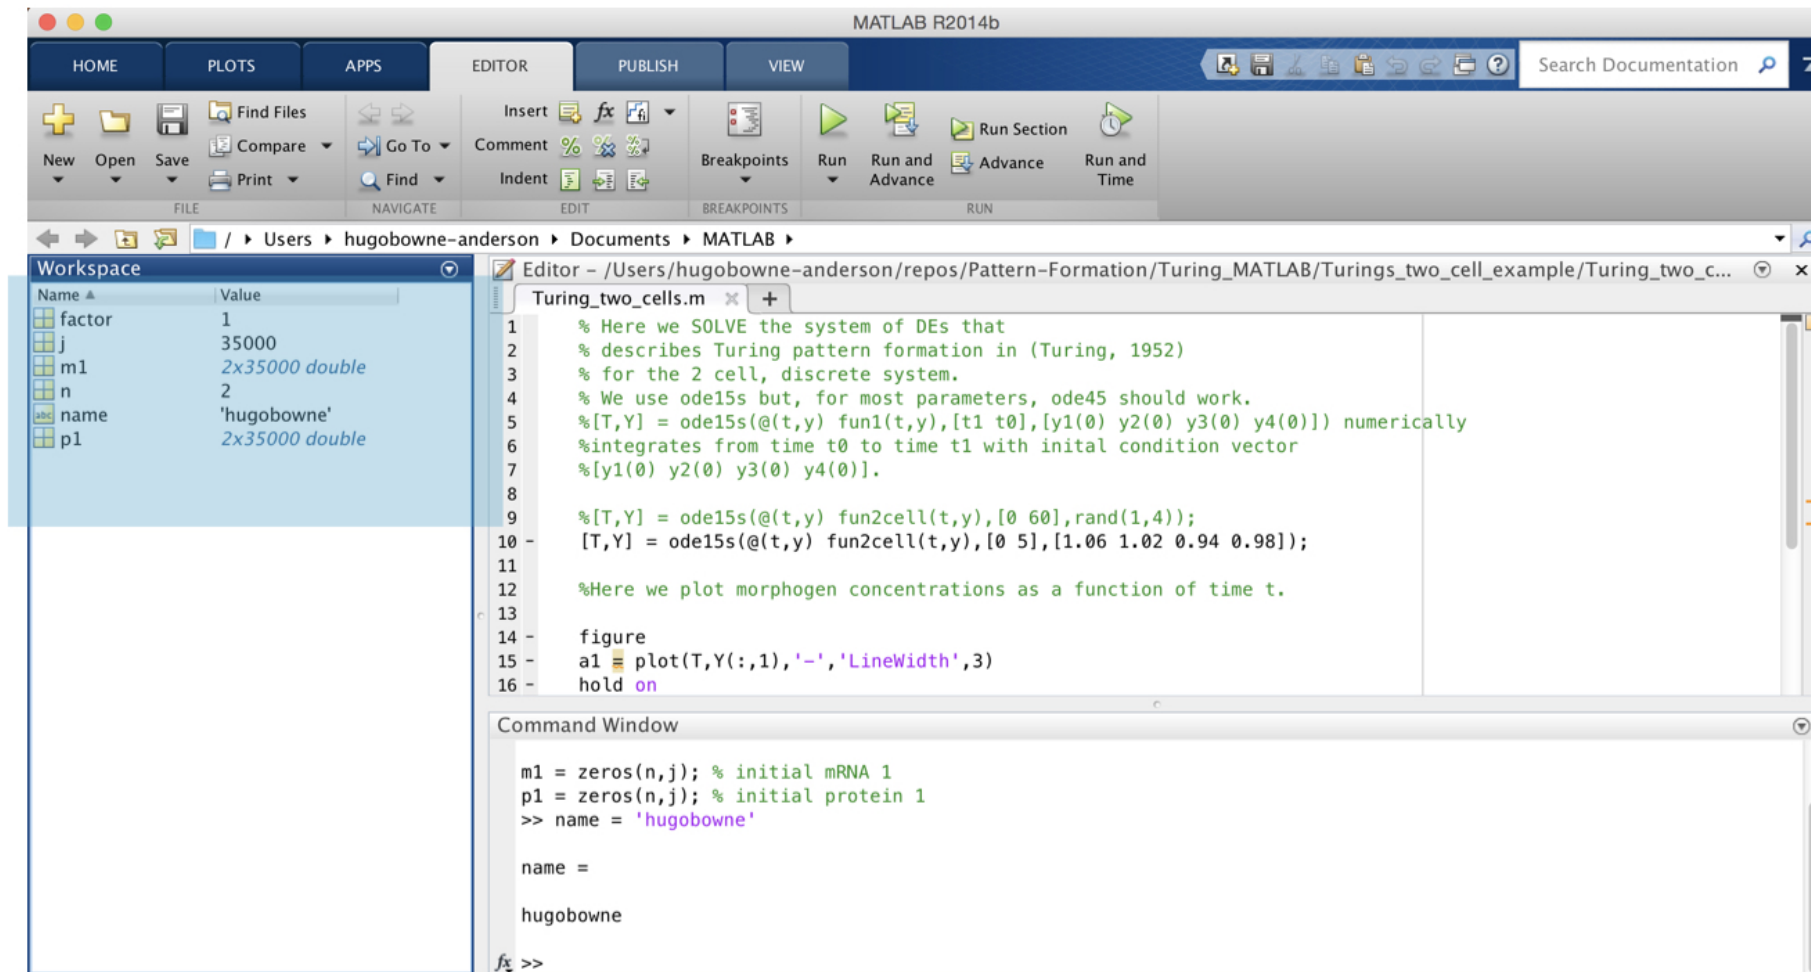 MATLAB R2014b
HOME PLOTS APPS EDITOR PUBLISH VIEW
Search Documentation
New Open Save Find Files Compare Print
Go To Find
Insert fx fi
Comment
Indent
Breakpoints
Run Run and Advance Run Section Advance Run and Time
FILE NAVIGATE EDIT BREAKPOINTS RUN
/ Users hugobowne-anderson Documents MATLAB
Workspace
Name Value
factor 1
j 35000
m1 2x35000 double
n 2
abc name 'hugobowne'
p1 2x35000 double
Editor - /Users/hugobowne-anderson/repos/Pattern-Formation/Turing_MATLAB/Turings_two_cell_example/Turing_two_c...
Turing_two_cells.m
1 % Here we SOLVE the system of DEs that
2 % describes Turing pattern formation in (Turing, 1952)
3 % for the 2 cell, discrete system.
4 % We use ode15s but, for most parameters, ode45 should work.
5 %[T,Y] = ode15s(@(t,y) fun1(t,y),[t1 t0],[y1(0) y2(0) y3(0) y4(0)]) numerically
6 %integrates from time t0 to time t1 with inital condition vector
7 %[y1(0) y2(0) y3(0) y4(0)].
8
9 %[T,Y] = ode15s(@(t,y) fun2cell(t,y),[0 60],rand(1,4));
10 - [T,Y] = ode15s(@(t,y) fun2cell(t,y),[0 5],[1.06 1.02 0.94 0.98]);
11
12 %Here we plot morphogen concentrations as a function of time t.
13
14 - figure
15 - a1 = plot(T,Y(:,1),'-','LineWidth',3)
16 - hold on
Command Window
m1 = zeros(n,j); % initial mRNA 1
p1 = zeros(n,j); % initial protein 1
>> name = 'hugobowne'
name =
hugobowne
fx >>